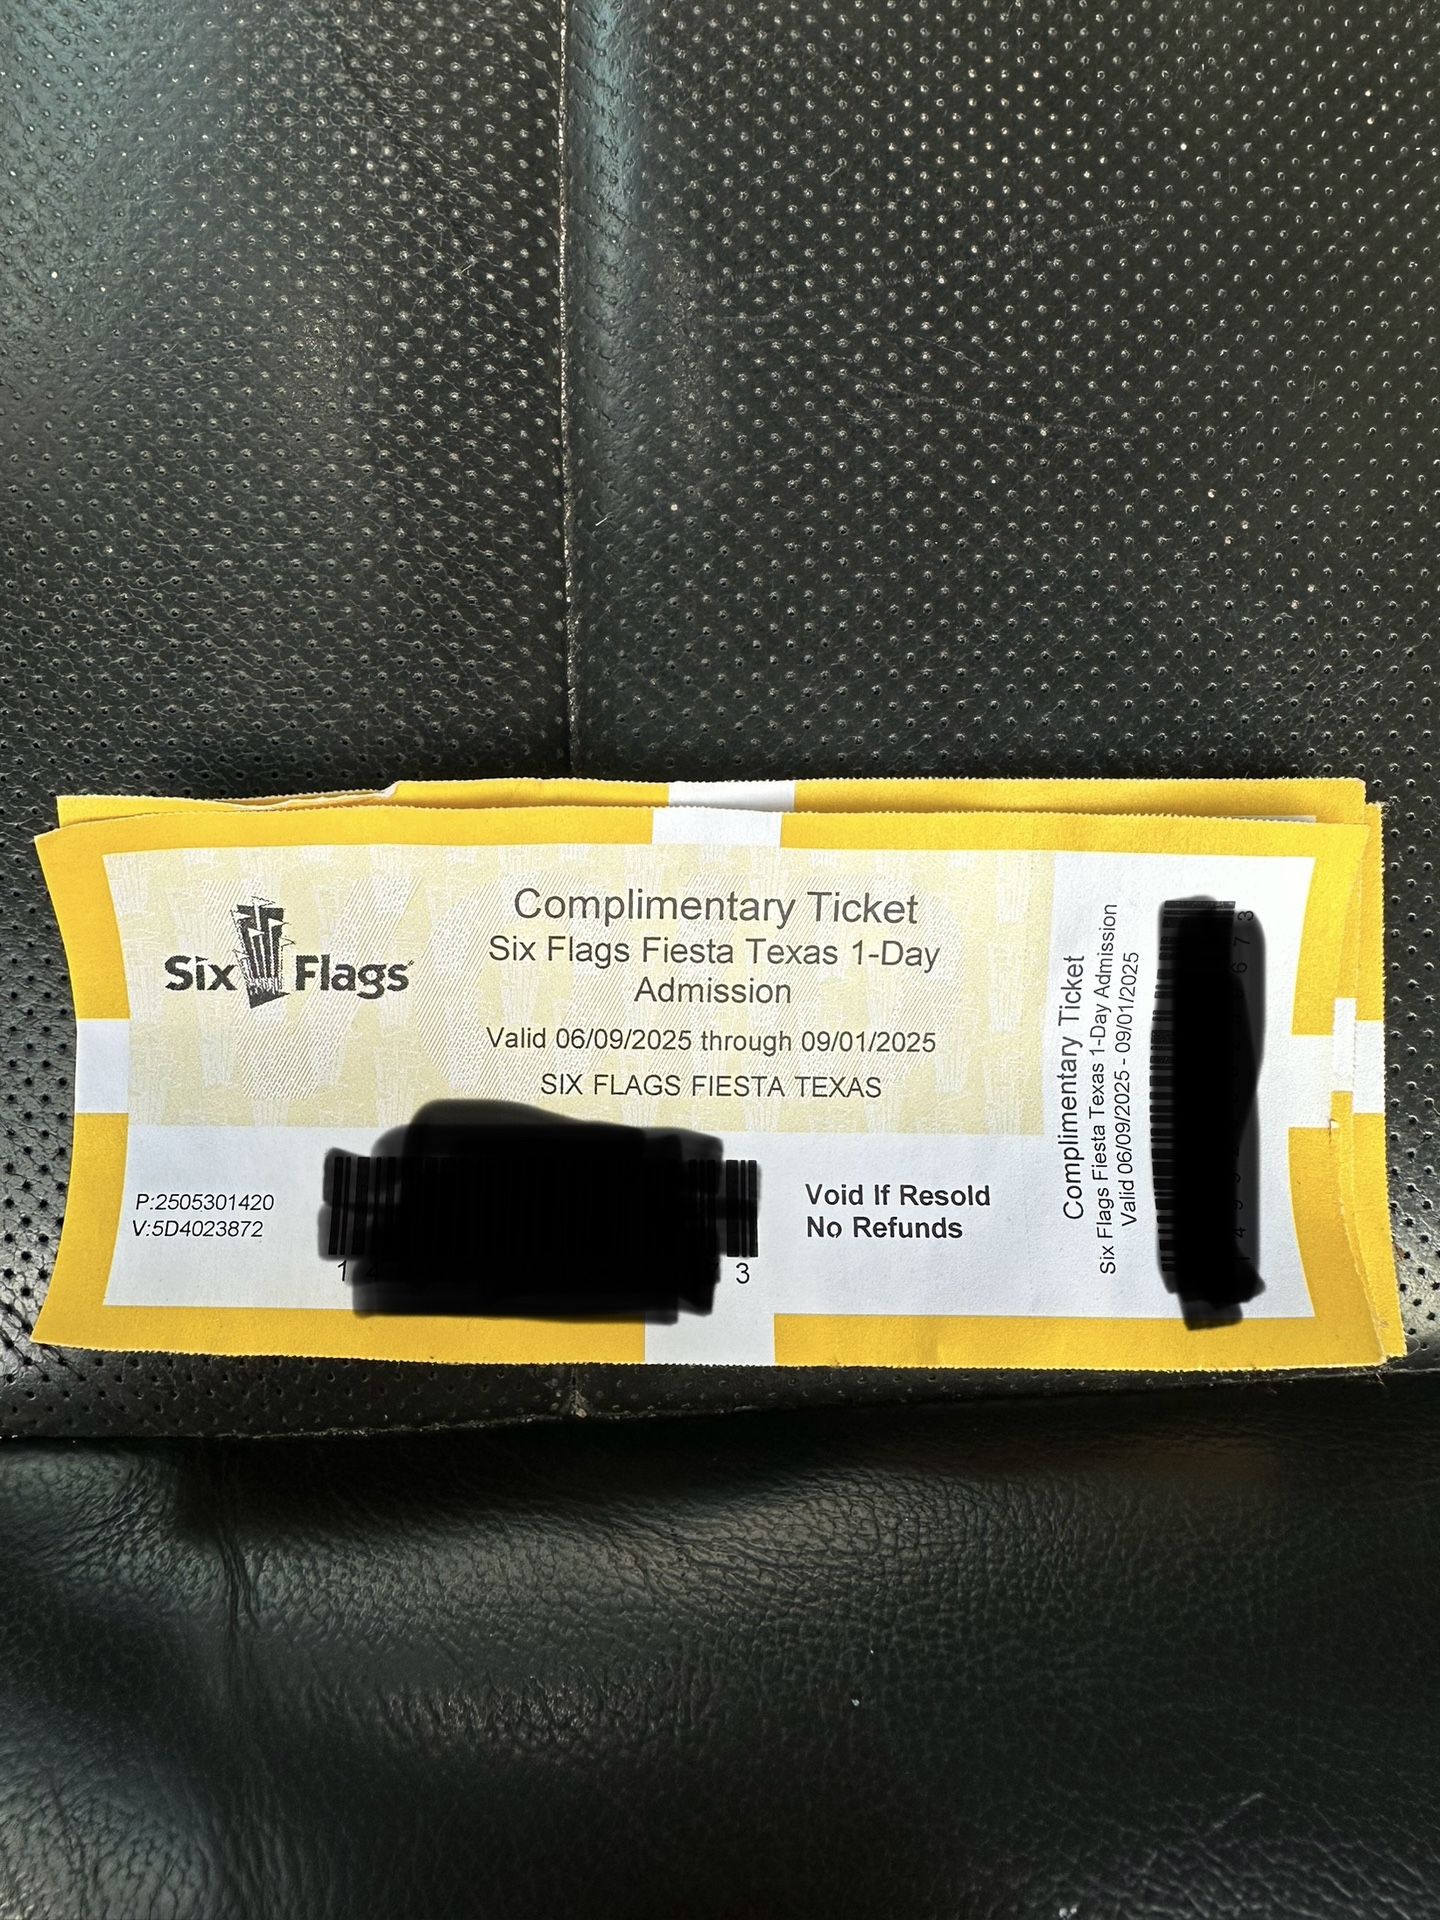 Six Flags
Complimentary Ticket
Six Flags Fiesta Texas 1-Day
Admission
Valid 06/09/2025 through 09/01/2025
SIX FLAGS FIESTA TEXAS
P:2505301420
V:5D4023872
1 3
Void If Resold
No Refunds
Complimentary Ticket
Six Flags Fiesta Texas 1-Day Admission
Valid 06/09/2025 - 09/01/2025